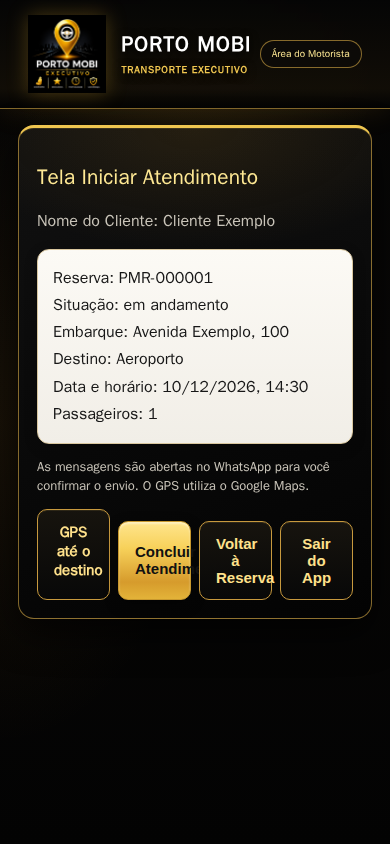 PORTO MOBI
EXECUTIVO
PORTO MOBI
TRANSPORTE EXECUTIVO
Área do Motorista
Tela Iniciar Atendimento
Nome do Cliente: Cliente Exemplo
Reserva: PMR-000001
Situação: em andamento
Embarque: Avenida Exemplo, 100
Destino: Aeroporto
Data e horário: 10/12/2026, 14:30
Passageiros: 1
As mensagens são abertas no WhatsApp para você
confirmar o envio. O GPS utiliza o Google Maps.
GPS
até o
destino
Conclui
Atendim
Voltar
à
Reserva
Sair
do
App